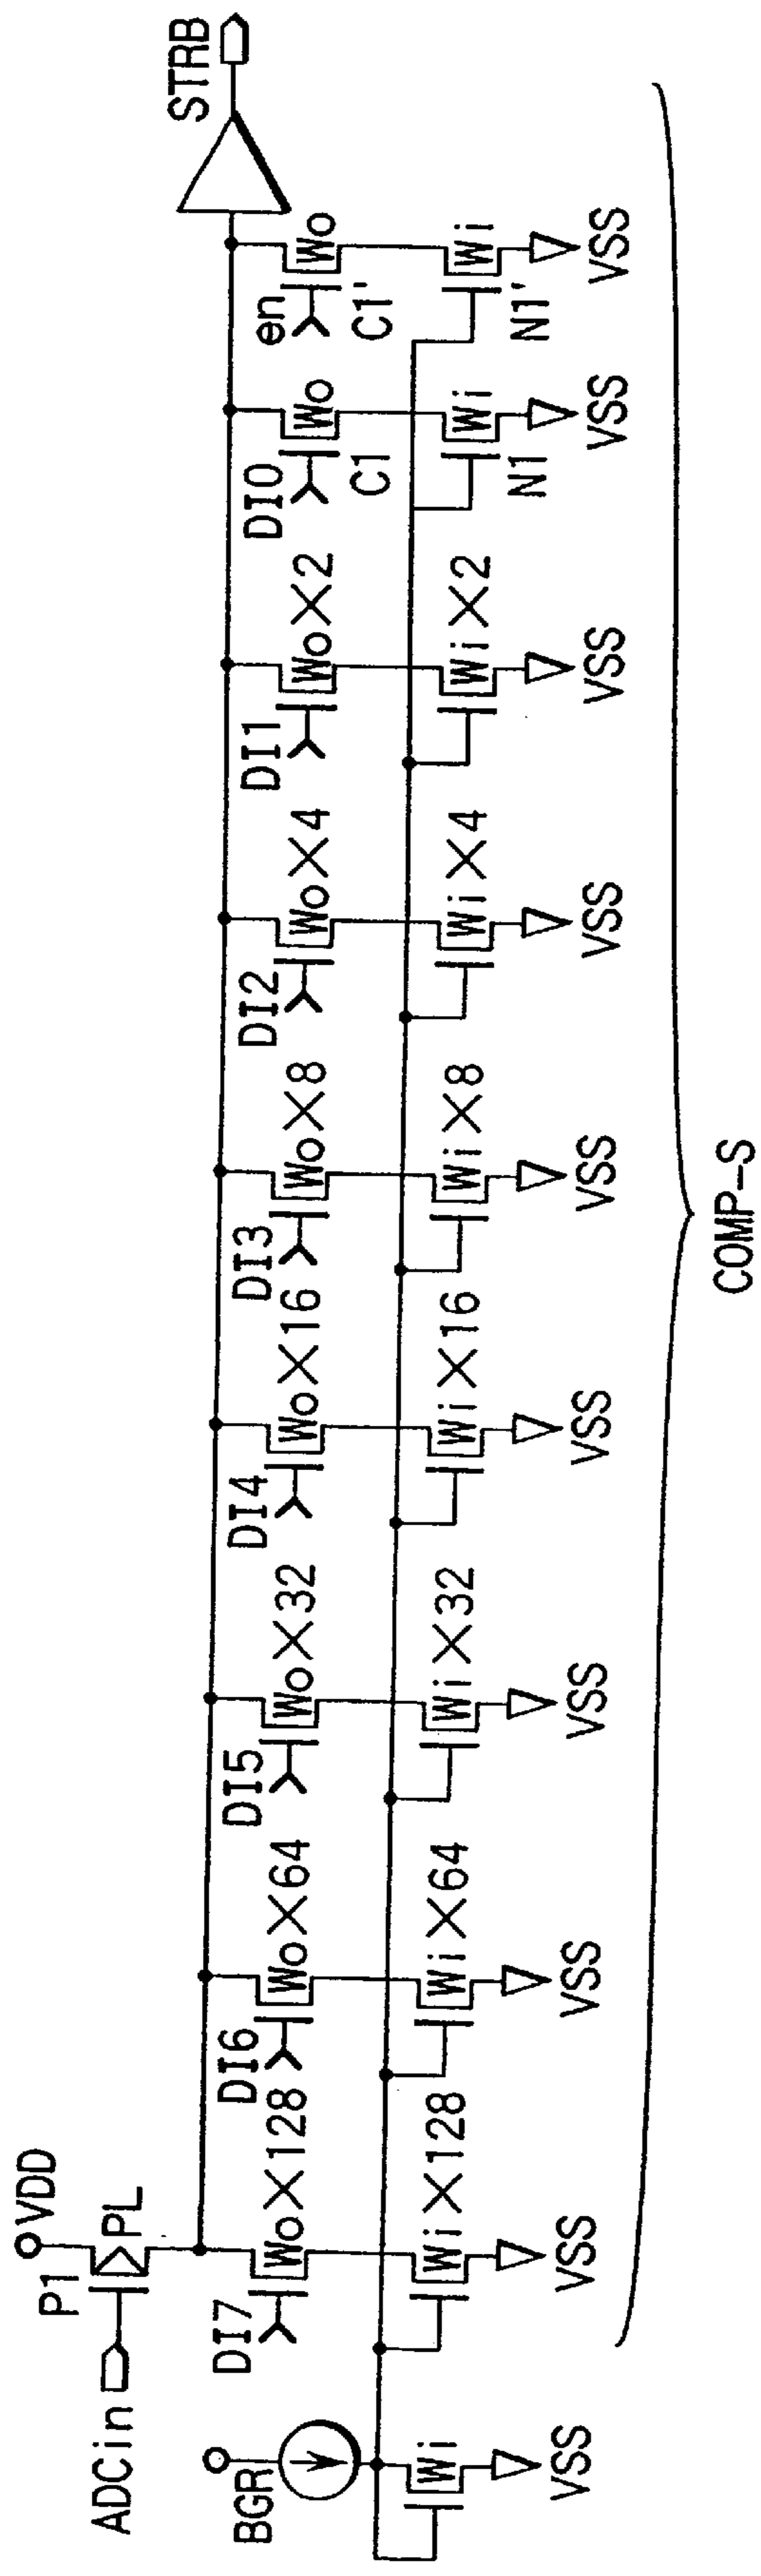 STRB
VDD
P1
PL
ADCin
DI7
Wo×128
DI6
Wo×64
DI5
Wo×32
DI4
Wo×16
DI3
Wo×8
DI2
Wo×4
DI1
Wo×2
DI0
Wo
C1
en
Wo
C1'
BGR
Wi
VSS
Wi×128
VSS
Wi×64
VSS
Wi×32
VSS
Wi×16
VSS
Wi×8
VSS
Wi×4
VSS
Wi×2
VSS
Wi
N1
VSS
Wi
N1'
VSS
COMP-S